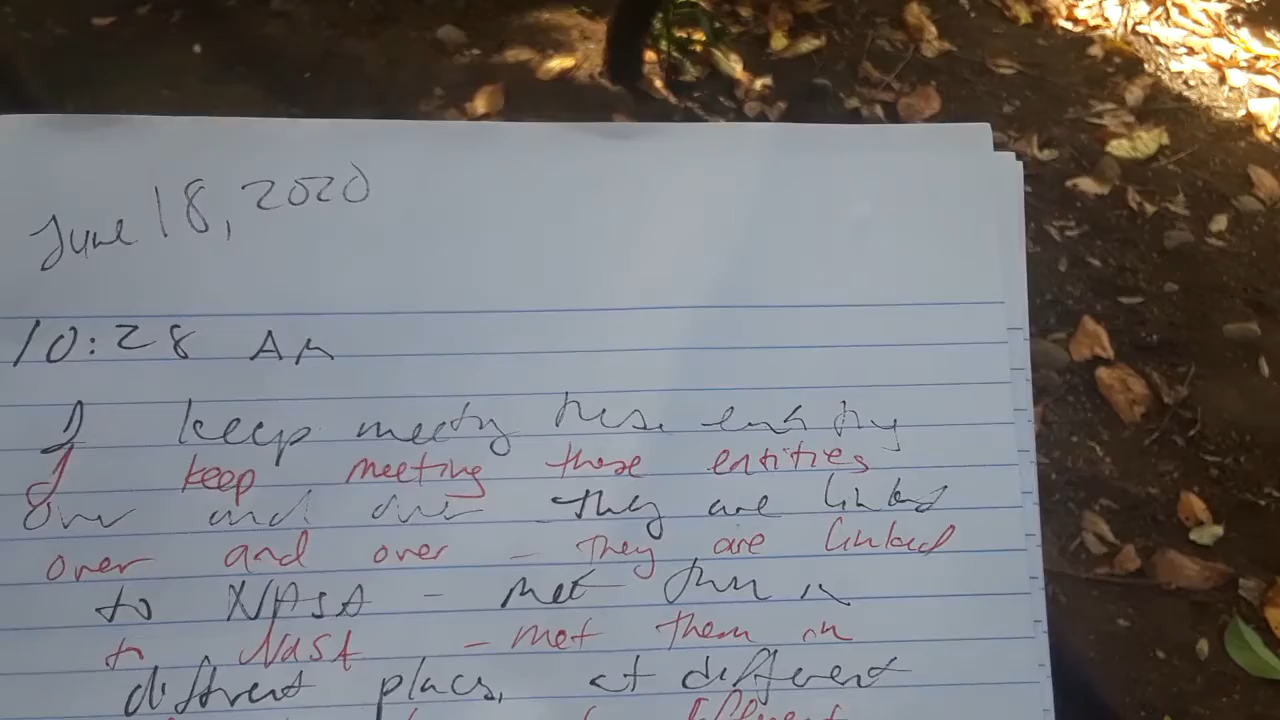 June 18, 2020
10:28 AM
I keep meeting these entity
I keep meeting these entities
over and over They are linked
over and over - They are linked
to NASA - met them in
to NASA - met them in
different places, at different
different